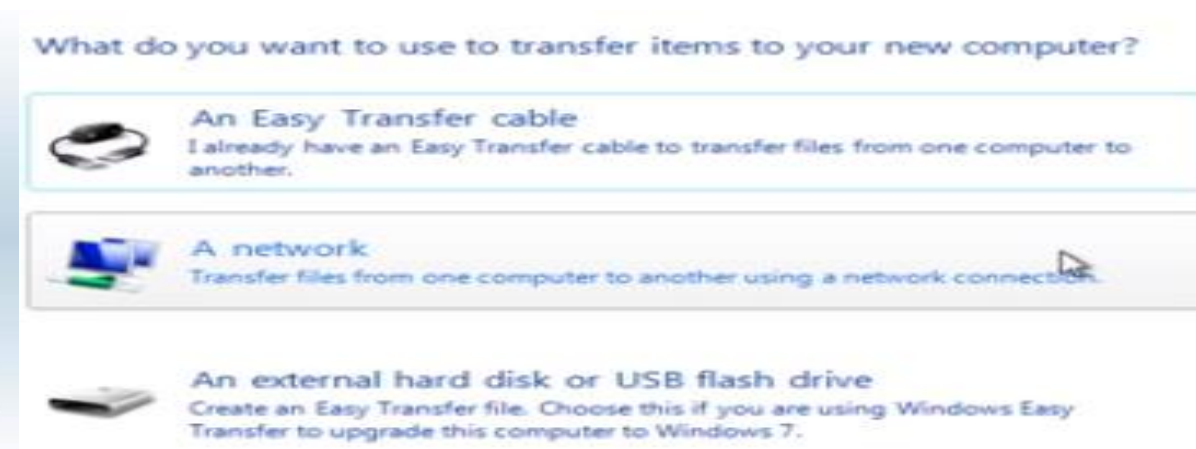 What do you want to use to transfer items to your new computer?
An Easy Transfer cable
I already have an Easy Transfer cable to transfer files from one computer to
another.
A network
Transfer files from one computer to another using a network connection.
An external hard disk or USB flash drive
Create an Easy Transfer file. Choose this if you are using Windows Easy
Transfer to upgrade this computer to Windows 7.